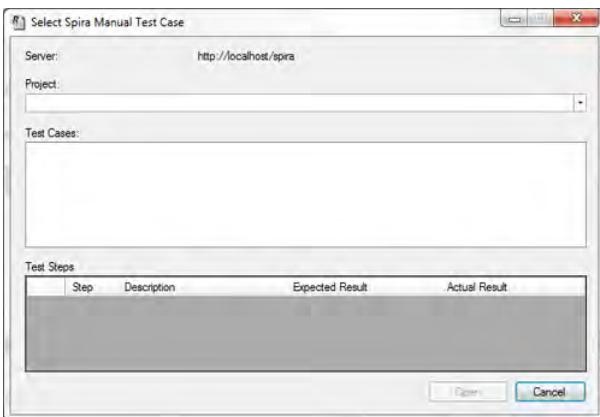 Select Spira Manual Test Case
Server: http://localhost/spira
Project:
Test Cases:
Test Steps
Step Description Expected Result Actual Result
Open Cancel